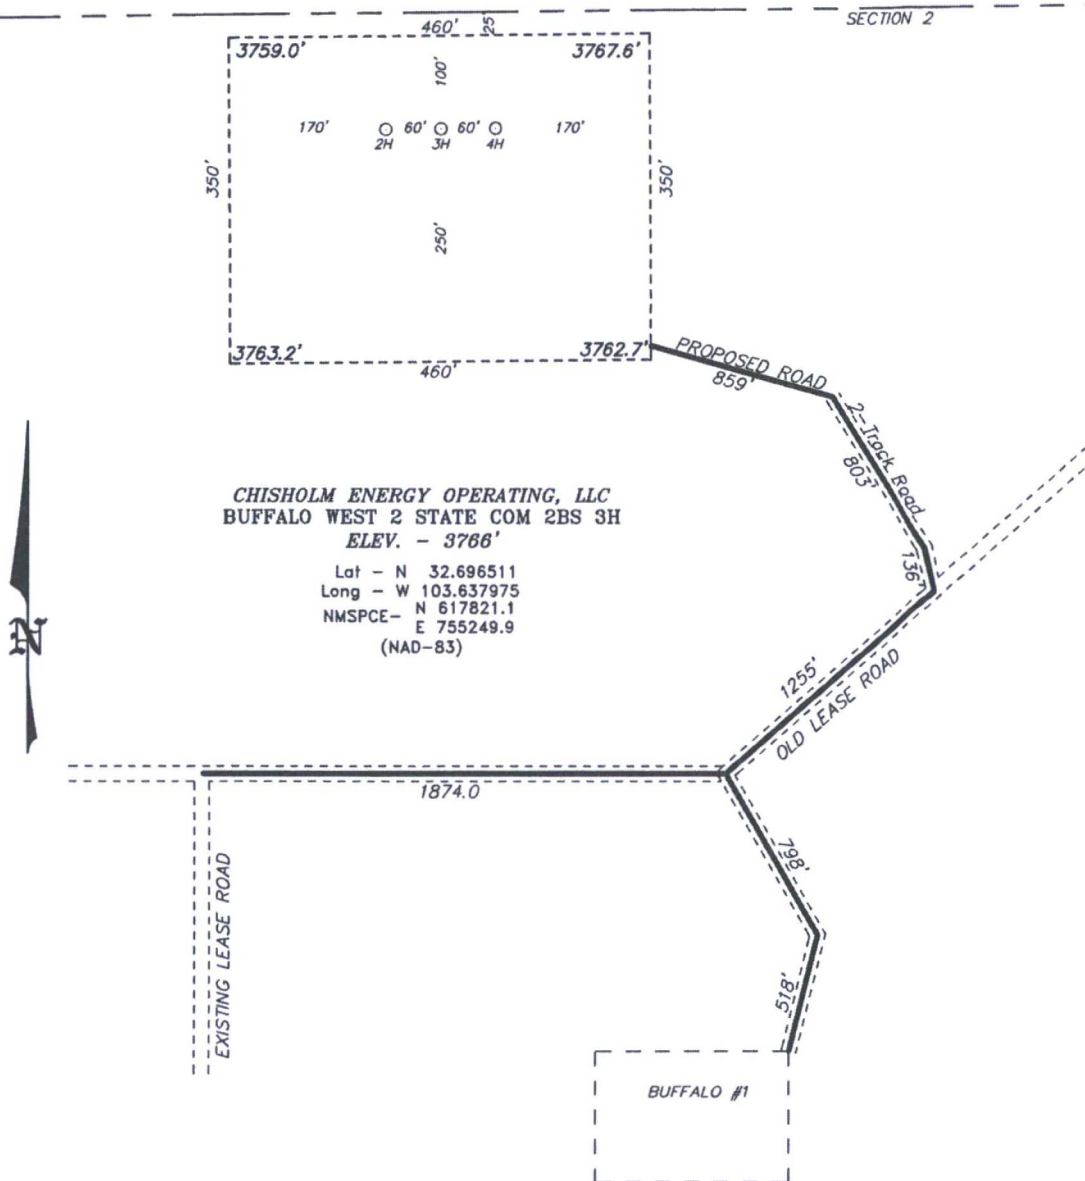 SECTION 2
460'
25'
3759.0'
3767.6'
100'
170'
60'
60'
170'
2H
3H
4H
350'
350'
250'
3763.2'
3762.7'
460'
PROPOSED ROAD
859'
2-Track Road
803'
136'
CHISHOLM ENERGY OPERATING, LLC
BUFFALO WEST 2 STATE COM 2BS 3H
ELEV. - 3766'
Lat - N 32.696511
Long - W 103.637975
NMSPCE- N 617821.1
E 755249.9
(NAD-83)
N
1255'
OLD LEASE ROAD
1874.0
798'
EXISTING LEASE ROAD
518'
BUFFALO #1